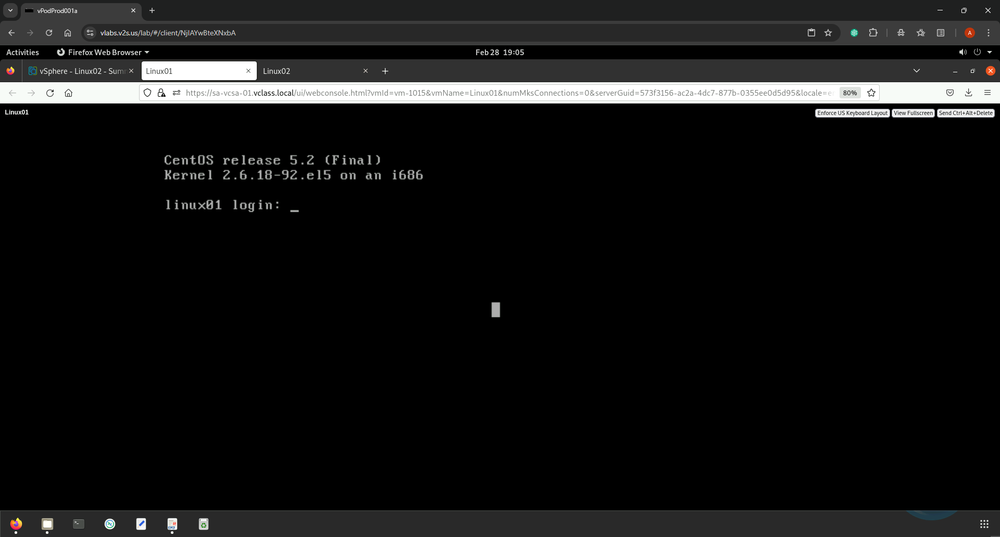 vPodProd001a
vlabs.v2s.us/lab/#/client/NjIAYwBteXNxbA
A
Activities
Firefox Web Browser
Feb 28 19:05
vSphere - Linux02 - Sum
Linux01
Linux02
https://sa-vcsa-01.vclass.local/ui/webconsole.html?vmId=vm-1015&vmName=Linux01&numMksConnections=0&serverGuid=573f3156-ac2a-4dc7-877b-0355ee0d5d95&locale=e
80%
Linux01
Enforce US Keyboard Layout
View Fullscreen
Send Ctrl+Alt+Delete
CentOS release 5.2 (Final)
Kernel 2.6.18-92.el5 on an i686
linux01 login: _